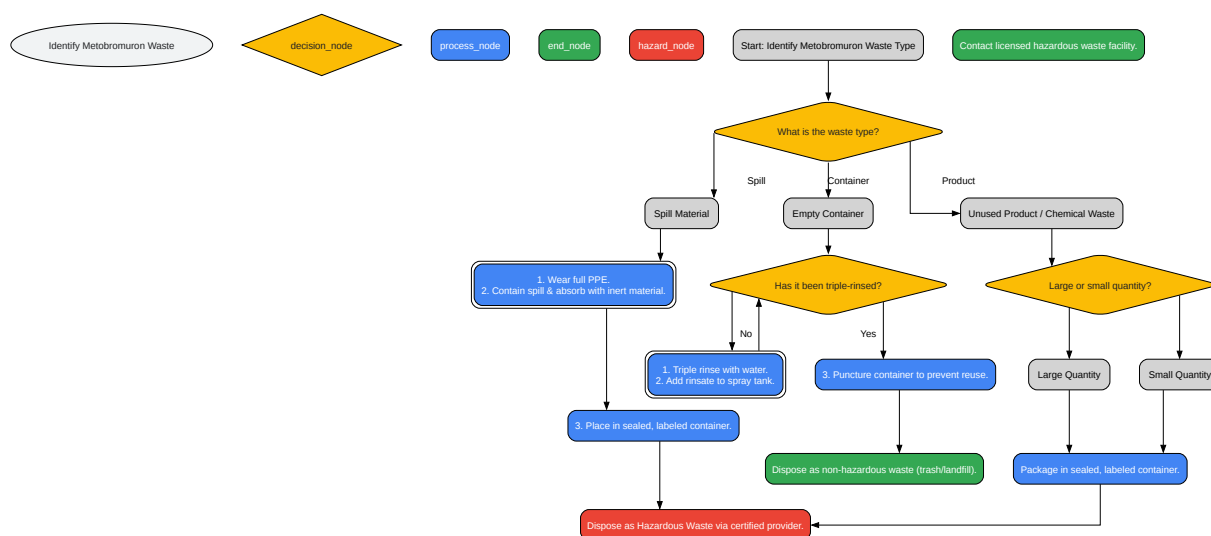 Identify Metobromuron Waste
decision_node
process_node
end_node
hazard_node
Start: Identify Metobromuron Waste Type
Contact licensed hazardous waste facility.
What is the waste type?
Spill
Container
Product
Spill Material
Empty Container
Unused Product / Chemical Waste
1. Wear full PPE.
2. Contain spill & absorb with inert material.
Has it been triple-rinsed?
Large or small quantity?
No
Yes
1. Triple rinse with water.
2. Add rinsate to spray tank.
3. Puncture container to prevent reuse.
Large Quantity
Small Quantity
3. Place in sealed, labeled container.
Dispose as non-hazardous waste (trash/landfill).
Package in sealed, labeled container.
Dispose as Hazardous Waste via certified provider.